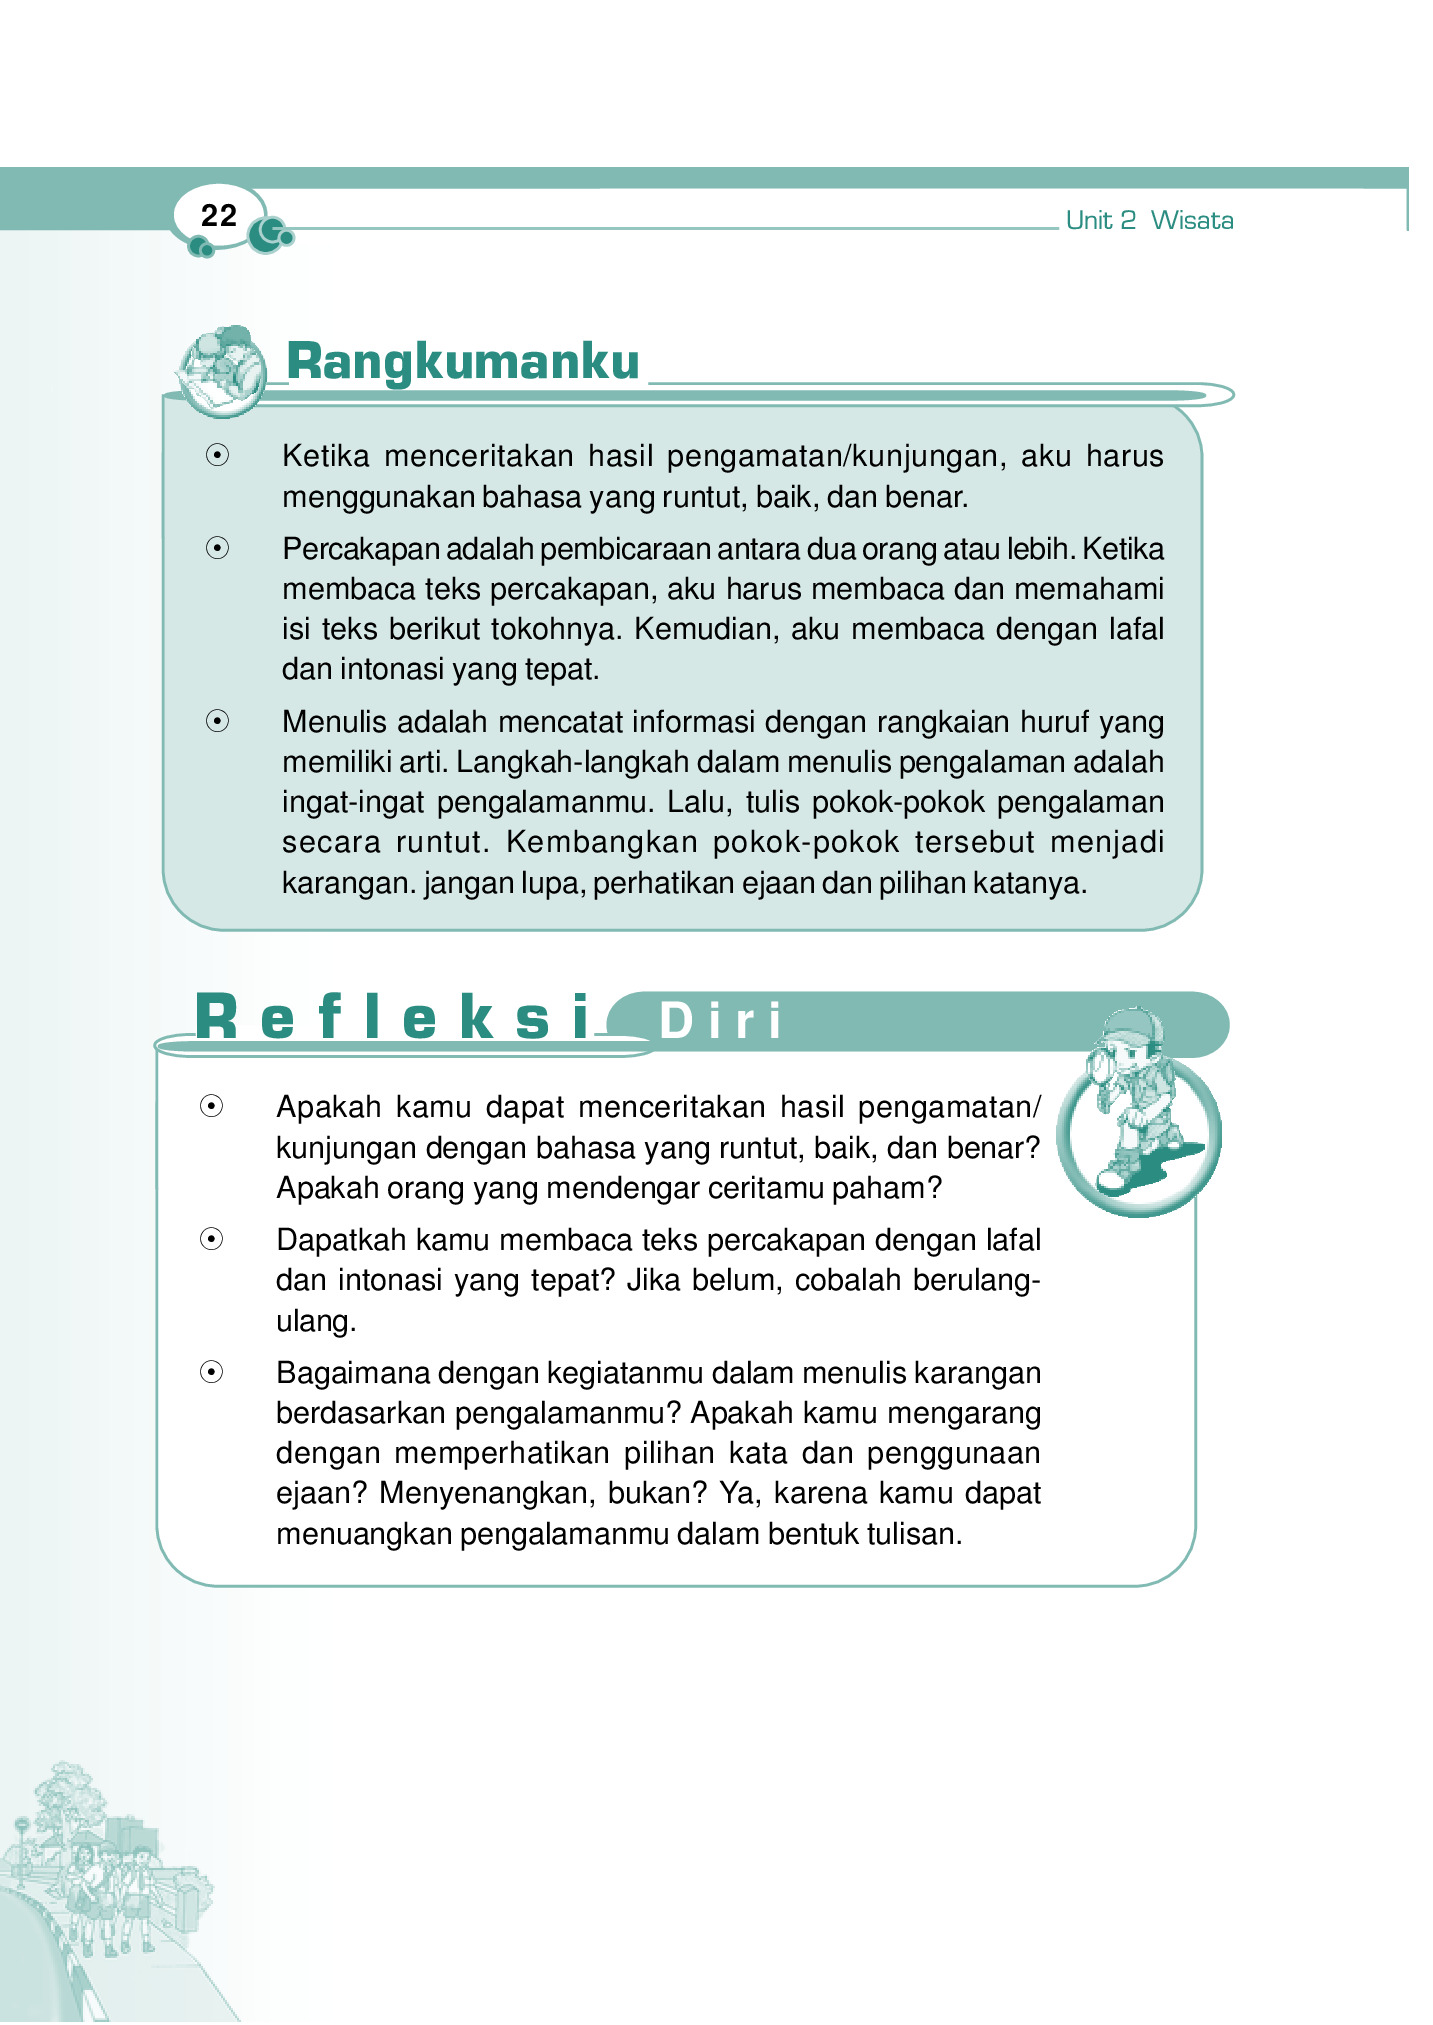 22
Unit 2 Wisata
Rangkumanku
Ketika menceritakan hasil pengamatan/kunjungan, aku harus
menggunakan bahasa yang runtut, baik, dan benar.
Percakapan adalah pembicaraan antara dua orang atau lebih. Ketika
membaca teks percakapan, aku harus membaca dan memahami
isi teks berikut tokohnya. Kemudian, aku membaca dengan lafal
dan intonasi yang tepat.
Menulis adalah mencatat informasi dengan rangkaian huruf yang
memiliki arti. Langkah-langkah dalam menulis pengalaman adalah
ingat-ingat pengalamanmu. Lalu, tulis pokok-pokok pengalaman
secara runtut. Kembangkan pokok-pokok tersebut menjadi
karangan. jangan lupa, perhatikan ejaan dan pilihan katanya.
Refleksi Diri
Apakah kamu dapat menceritakan hasil pengamatan/
kunjungan dengan bahasa yang runtut, baik, dan benar?
Apakah orang yang mendengar ceritamu paham?
Dapatkah kamu membaca teks percakapan dengan lafal
dan intonasi yang tepat? Jika belum, cobalah berulang-
ulang.
Bagaimana dengan kegiatanmu dalam menulis karangan
berdasarkan pengalamanmu? Apakah kamu mengarang
dengan memperhatikan pilihan kata dan penggunaan
ejaan? Menyenangkan, bukan? Ya, karena kamu dapat
menuangkan pengalamanmu dalam bentuk tulisan.